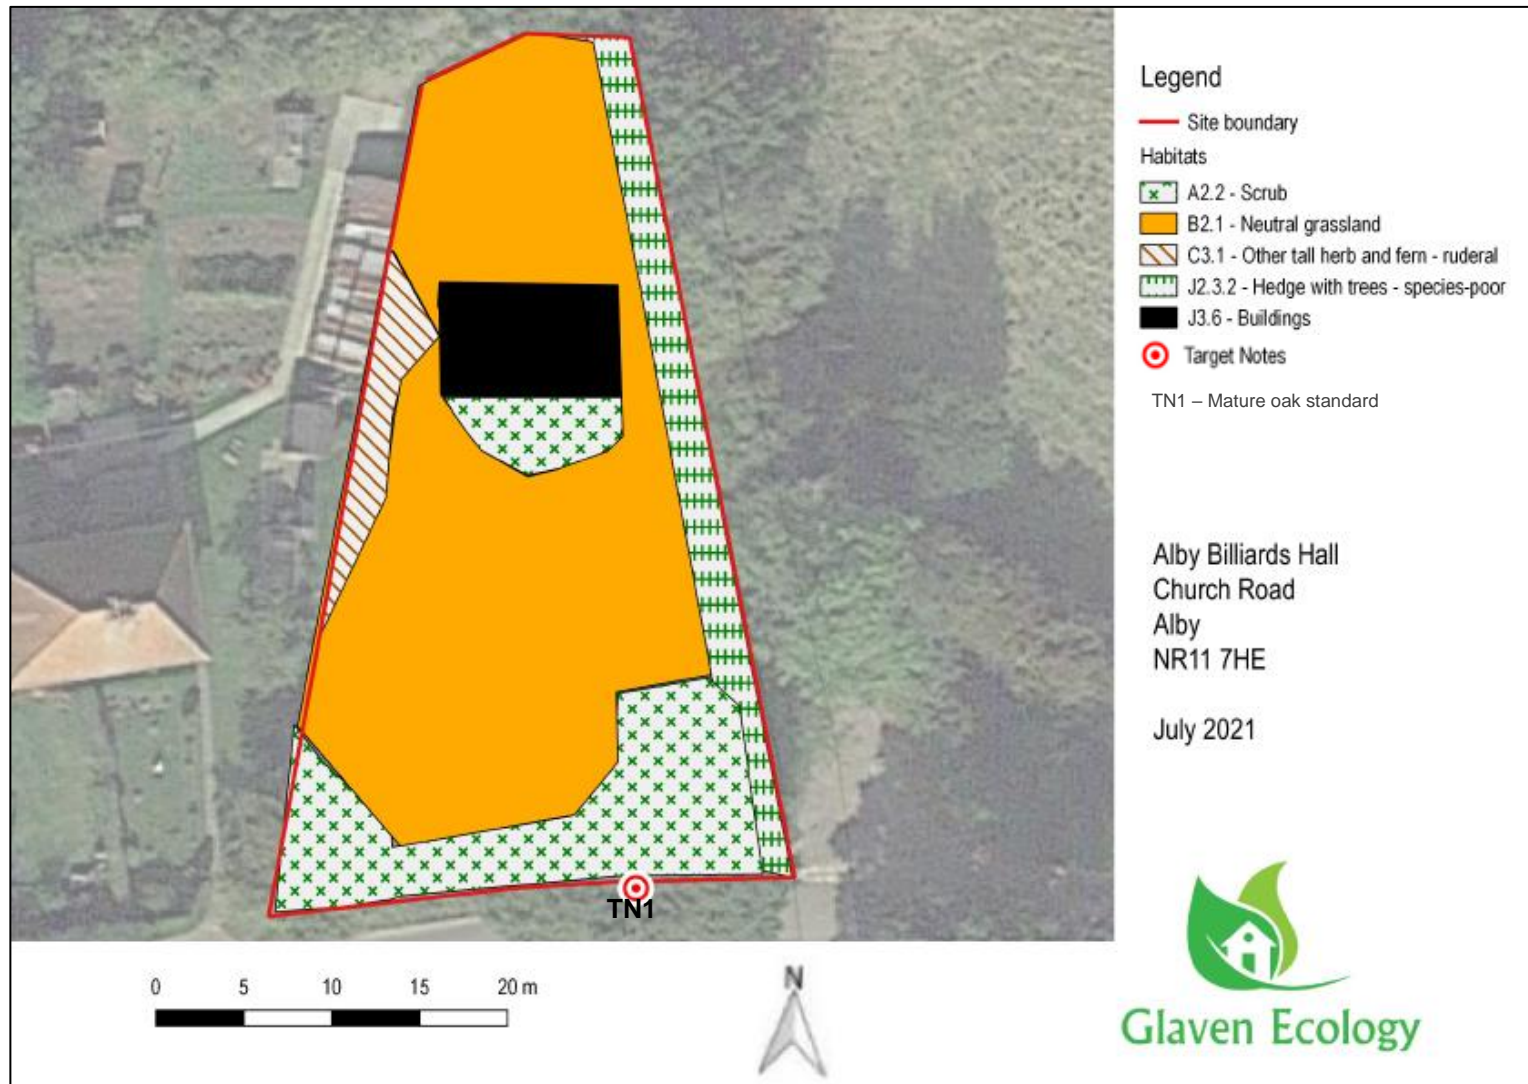 Legend
Site boundary
Habitats
A2.2 - Scrub
B2.1 - Neutral grassland
C3.1 - Other tall herb and fern - ruderal
J2.3.2 - Hedge with trees - species-poor
J3.6 - Buildings
Target Notes
TN1 – Mature oak standard
Alby Billiards Hall
Church Road
Alby
NR11 7HE
July 2021
TN1
0 5 10 15 20 m
N
Glaven Ecology